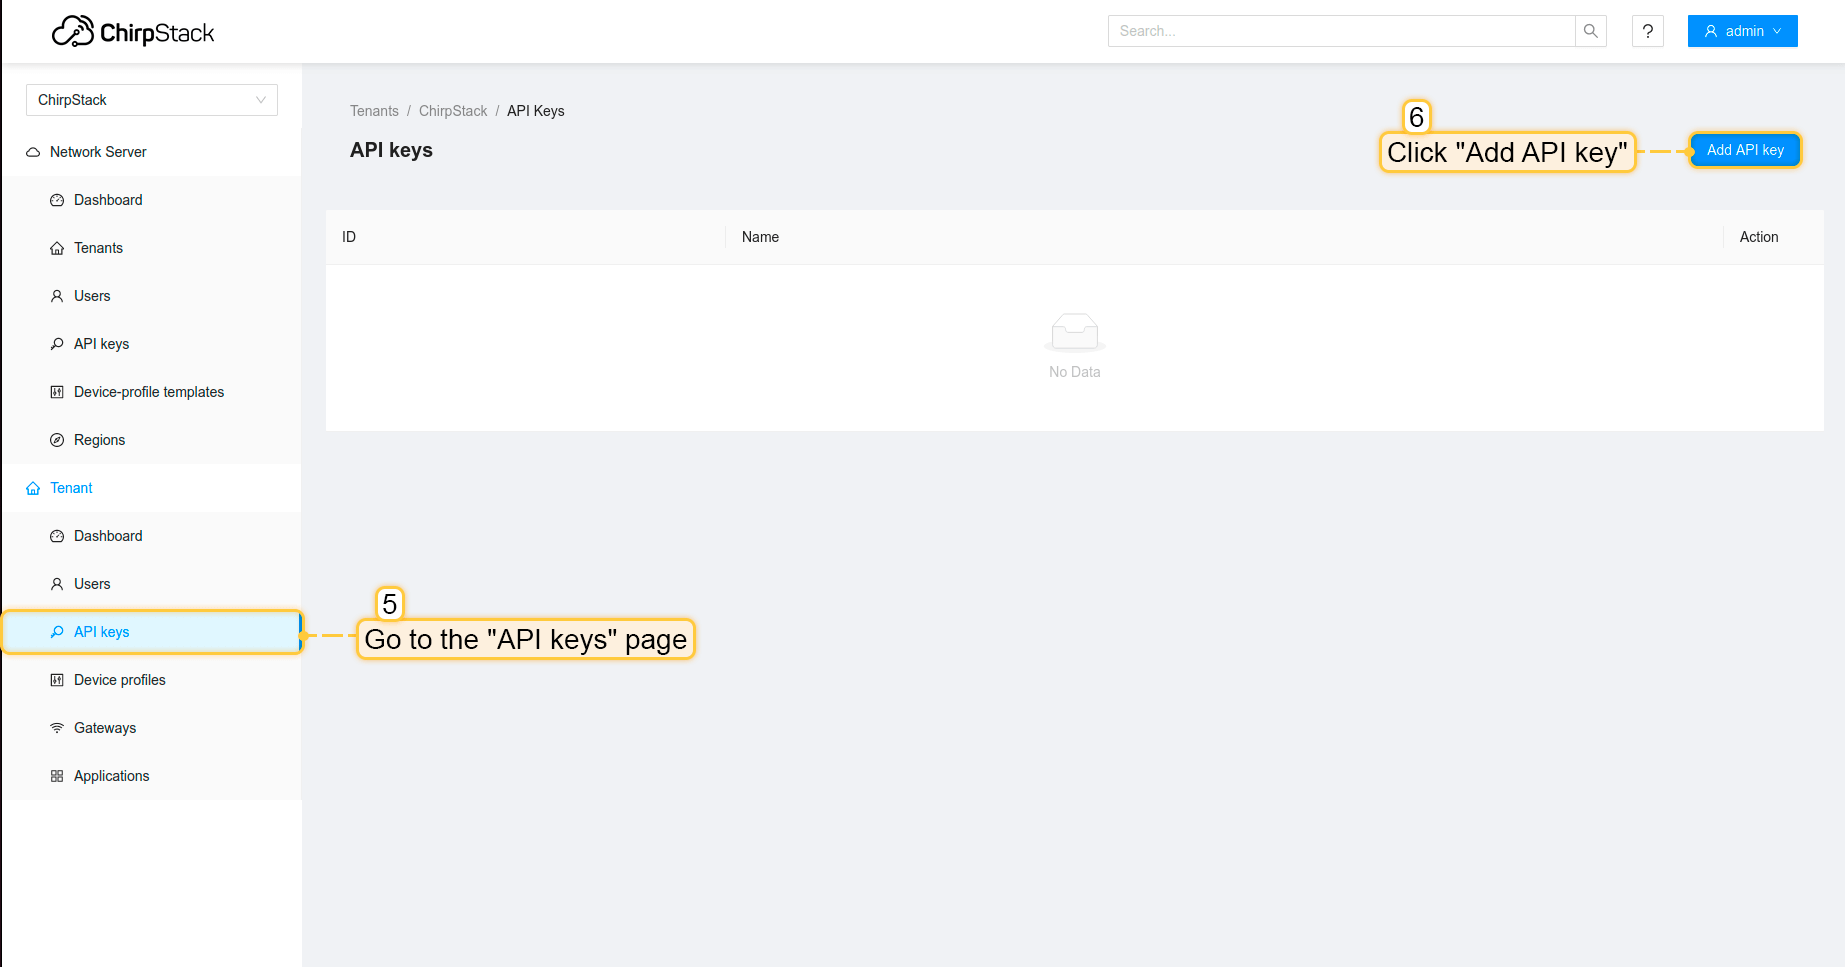 ChirpStack
Search...
?
admin
ChirpStack
Network Server
Dashboard
Tenants
Users
API keys
Device-profile templates
Regions
Tenant
Dashboard
Users
API keys
Device profiles
Gateways
Applications
Tenants / ChirpStack / API Keys
API keys
6
Click "Add API key"
Add API key
ID Name Action
No Data
5
Go to the "API keys" page